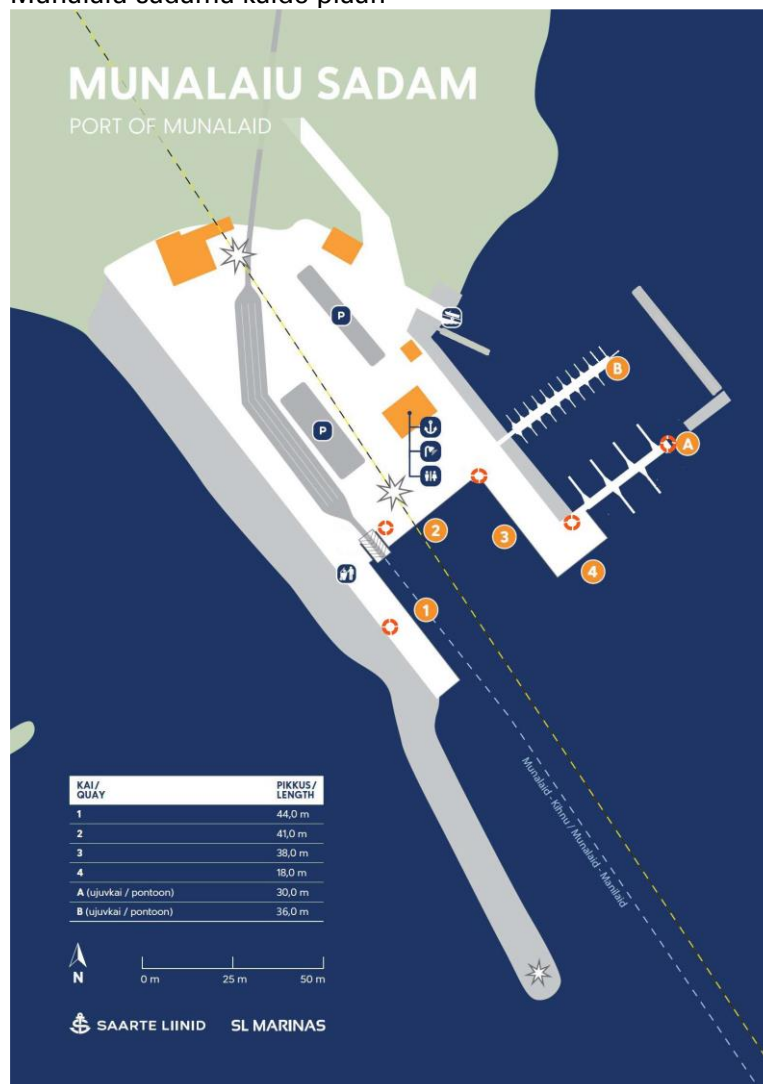 Munalaiu sadama kaide plaan
MUNALAIU SADAM
PORT OF MUNALAID
P
P
B
A
2
3
4
1
Munalaid - Kihnu / Munalaid - Manilaid
KAI/ QUAY PIKKUS/ LENGTH
1 44,0 m
2 41,0 m
3 38,0 m
4 18,0 m
A (ujuvkai / pontoon) 30,0 m
B (ujuvkai / pontoon) 36,0 m
N
0 m 25 m 50 m
SAARTE LIINID SL MARINAS